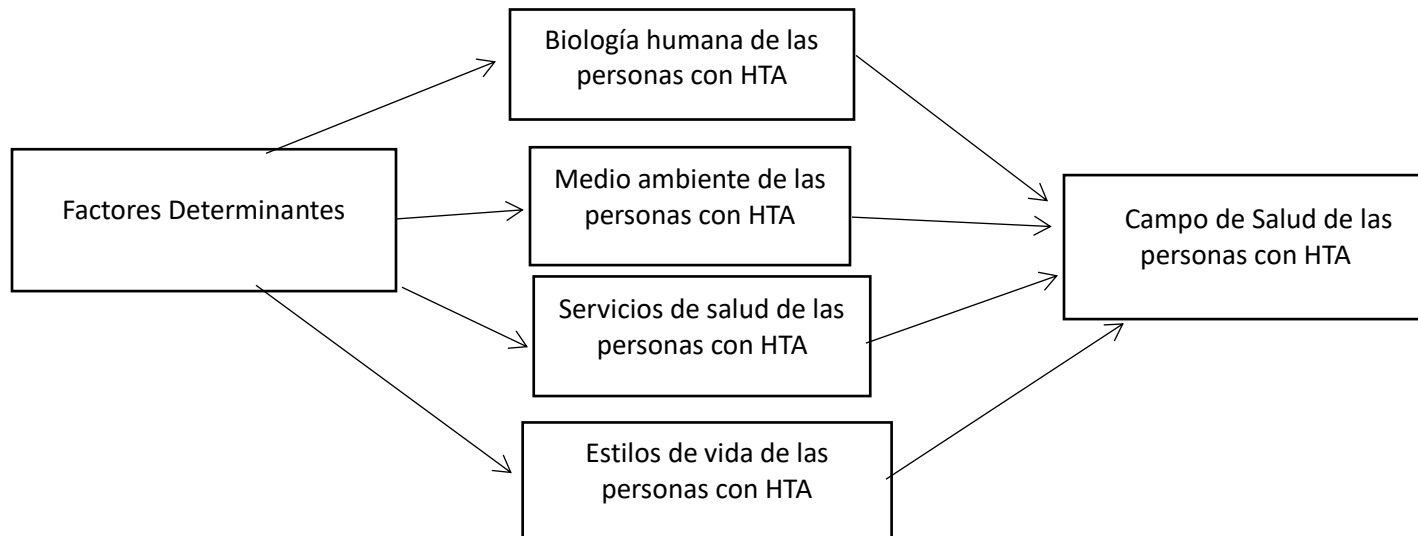 Biología humana de las
personas con HTA
Factores Determinantes
Medio ambiente de las
personas con HTA
Servicios de salud de las
personas con HTA
Estilos de vida de las
personas con HTA
Campo de Salud de las
personas con HTA